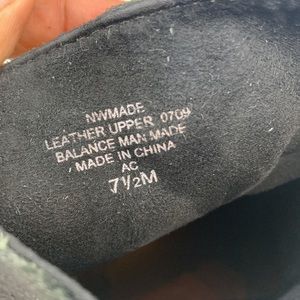 NWMADE
LEATHER UPPER 0709
BALANCE MAN MADE
MADE IN CHINA
AC
7½M